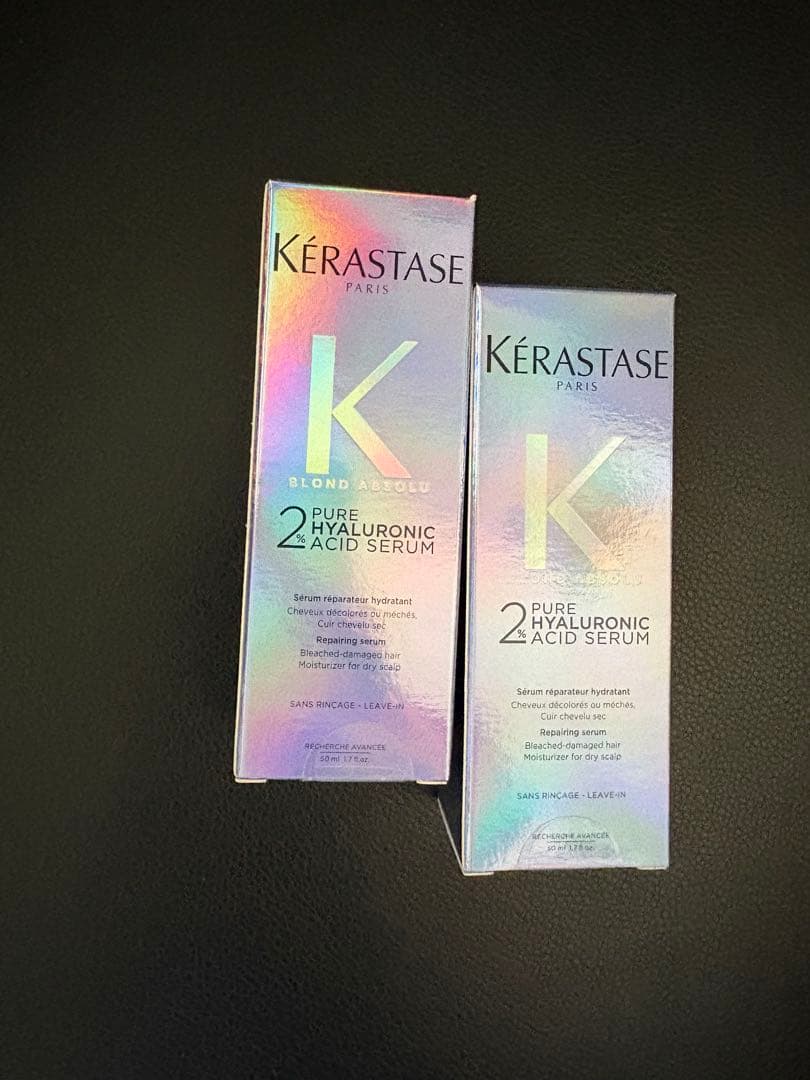 KÉRASTASE
PARIS
K
BLOND ABSOLU
2% PURE
HYALURONIC
ACID SERUM
Sérum réparateur hydratant
Cheveux décolorés ou méchés,
Cuir chevelu sec
Repairing serum
Bleached-damaged hair
Moisturizer for dry scalp
SANS RINÇAGE - LEAVE-IN
RECHERCHE AVANCÉE
50 ml 1.7 fl.oz.
KÉRASTASE
PARIS
K
ABSOLU
2% PURE
HYALURONIC
ACID SERUM
Sérum réparateur hydratant
Cheveux décolorés ou méchés,
Cuir chevelu sec
Repairing serum
Bleached-damaged hair
Moisturizer for dry scalp
SANS RINÇAGE - LEAVE-IN
RECHERCHE AVANCÉE
50 ml 1.7 fl.oz.